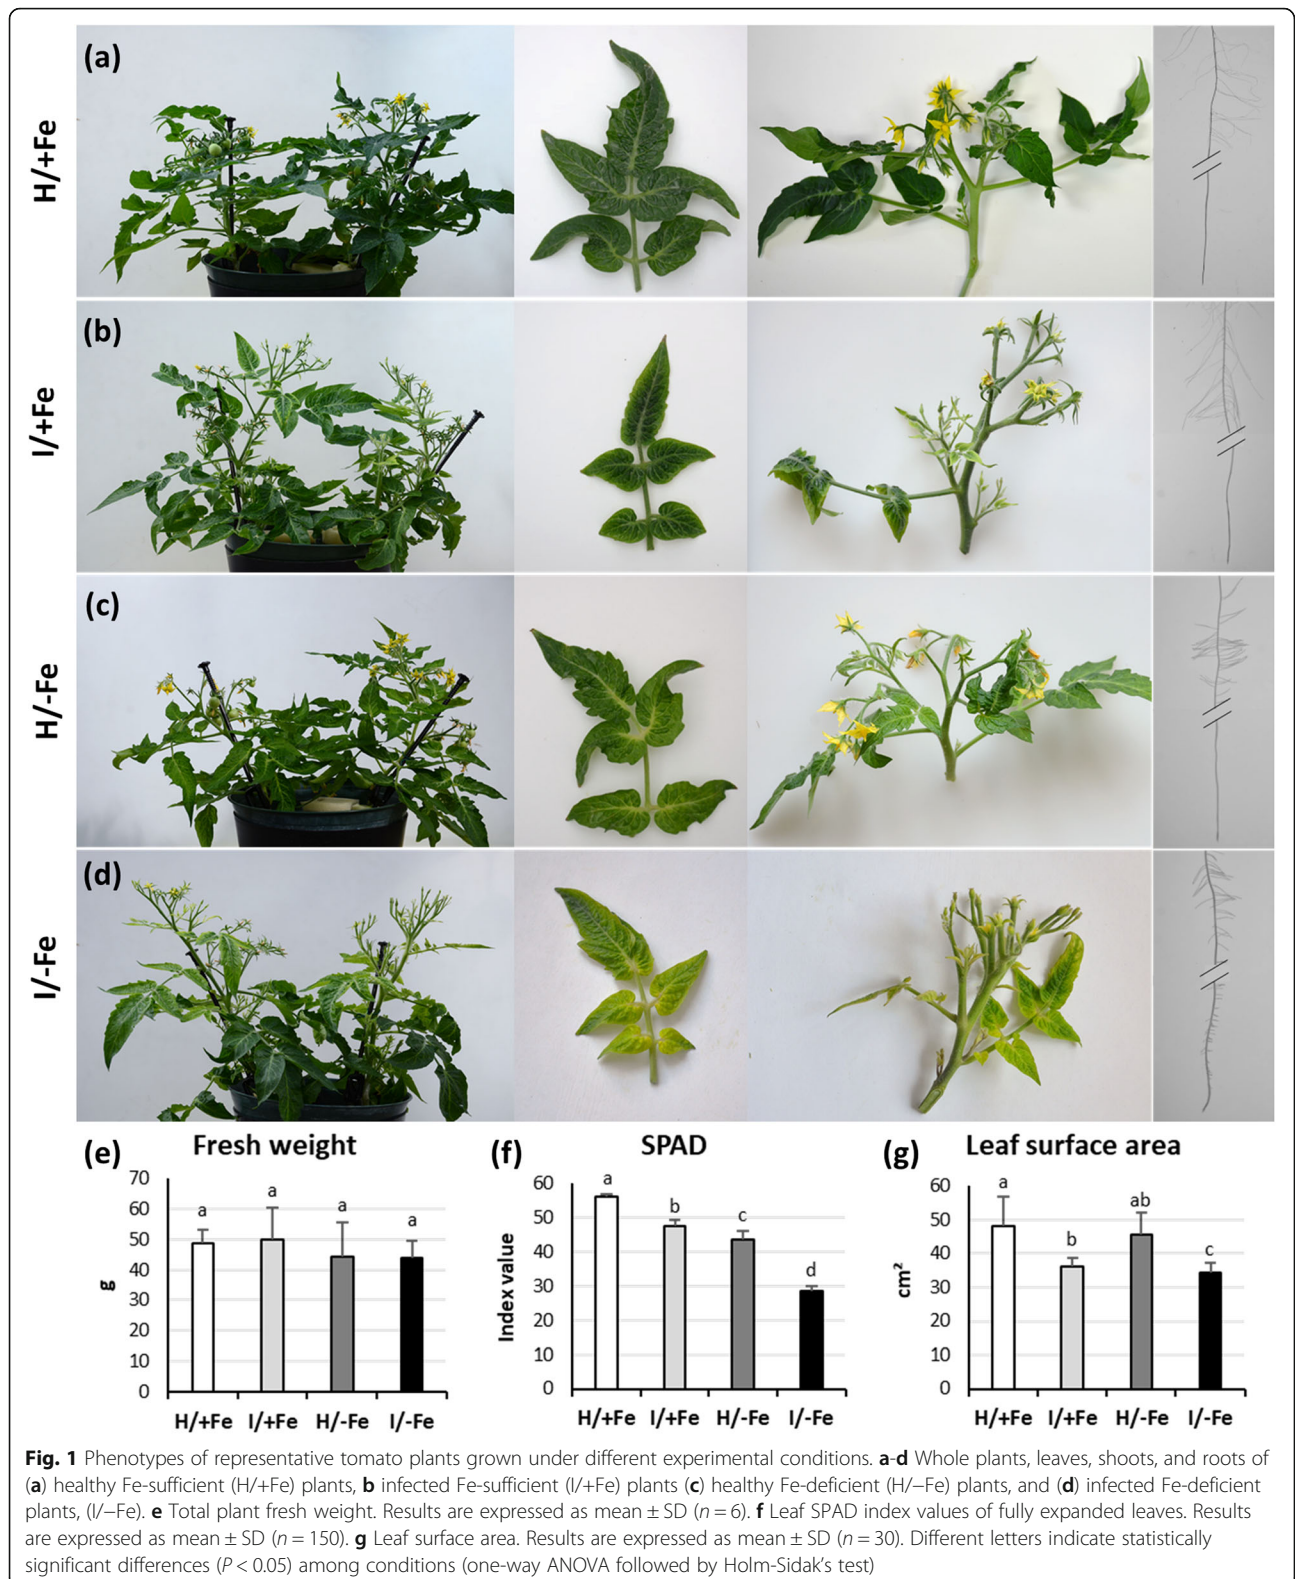 (a)
H/+Fe
(b)
I/+Fe
(c)
H/-Fe
(d)
I/-Fe
(e) Fresh weight
70
60
50
40
30
20
10
0
g
a
a
a
a
H/+Fe I/+Fe H/-Fe I/-Fe
(f) SPAD
60
50
40
30
20
10
0
Index value
a
b
c
d
H/+Fe I/+Fe H/-Fe I/-Fe
(g) Leaf surface area
60
50
40
30
20
10
0
cm²
a
b
ab
c
H/+Fe I/+Fe H/-Fe I/-Fe
Fig. 1 Phenotypes of representative tomato plants grown under different experimental conditions. a-d Whole plants, leaves, shoots, and roots of
(a) healthy Fe-sufficient (H/+Fe) plants, b infected Fe-sufficient (I/+Fe) plants (c) healthy Fe-deficient (H/−Fe) plants, and (d) infected Fe-deficient
plants, (I/−Fe). e Total plant fresh weight. Results are expressed as mean ± SD (n = 6). f Leaf SPAD index values of fully expanded leaves. Results
are expressed as mean ± SD (n = 150). g Leaf surface area. Results are expressed as mean ± SD (n = 30). Different letters indicate statistically
significant differences (P < 0.05) among conditions (one-way ANOVA followed by Holm-Sidak's test)